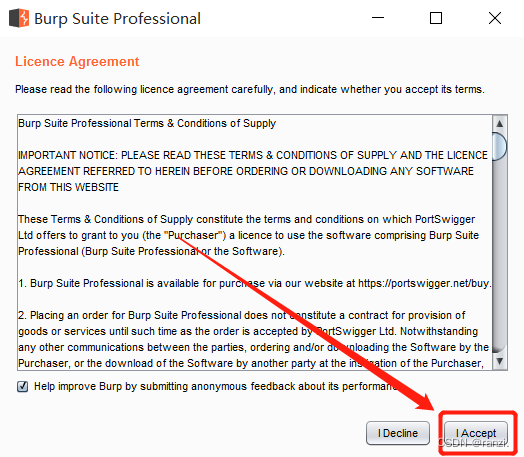 Burp Suite Professional
Licence Agreement
Please read the following licence agreement carefully, and indicate whether you accept its terms.
Burp Suite Professional Terms & Conditions of Supply
IMPORTANT NOTICE: PLEASE READ THESE TERMS & CONDITIONS OF SUPPLY AND THE LICENCE
AGREEMENT REFERRED TO HEREIN BEFORE ORDERING OR DOWNLOADING ANY SOFTWARE
FROM THIS WEBSITE
These Terms & Conditions of Supply constitute the terms and conditions on which PortSwigger
Ltd offers to grant to you (the "Purchaser") a licence to use the software comprising Burp Suite
Professional (Burp Suite Professional or the Software).
1. Burp Suite Professional is available for purchase via our website at https://portswigger.net/buy.
2. Placing an order for Burp Suite Professional does not constitute a contract for provision of
goods or services until such time as the order is accepted by PortSwigger Ltd. Notwithstanding
any other communications between the parties, ordering and/or downloading the Software by the
Purchaser, or the download of the Software by another party at the instigation of the Purchaser,
Help improve Burp by submitting anonymous feedback about its performance
I Decline
I Accept
CSDN @ranzi.